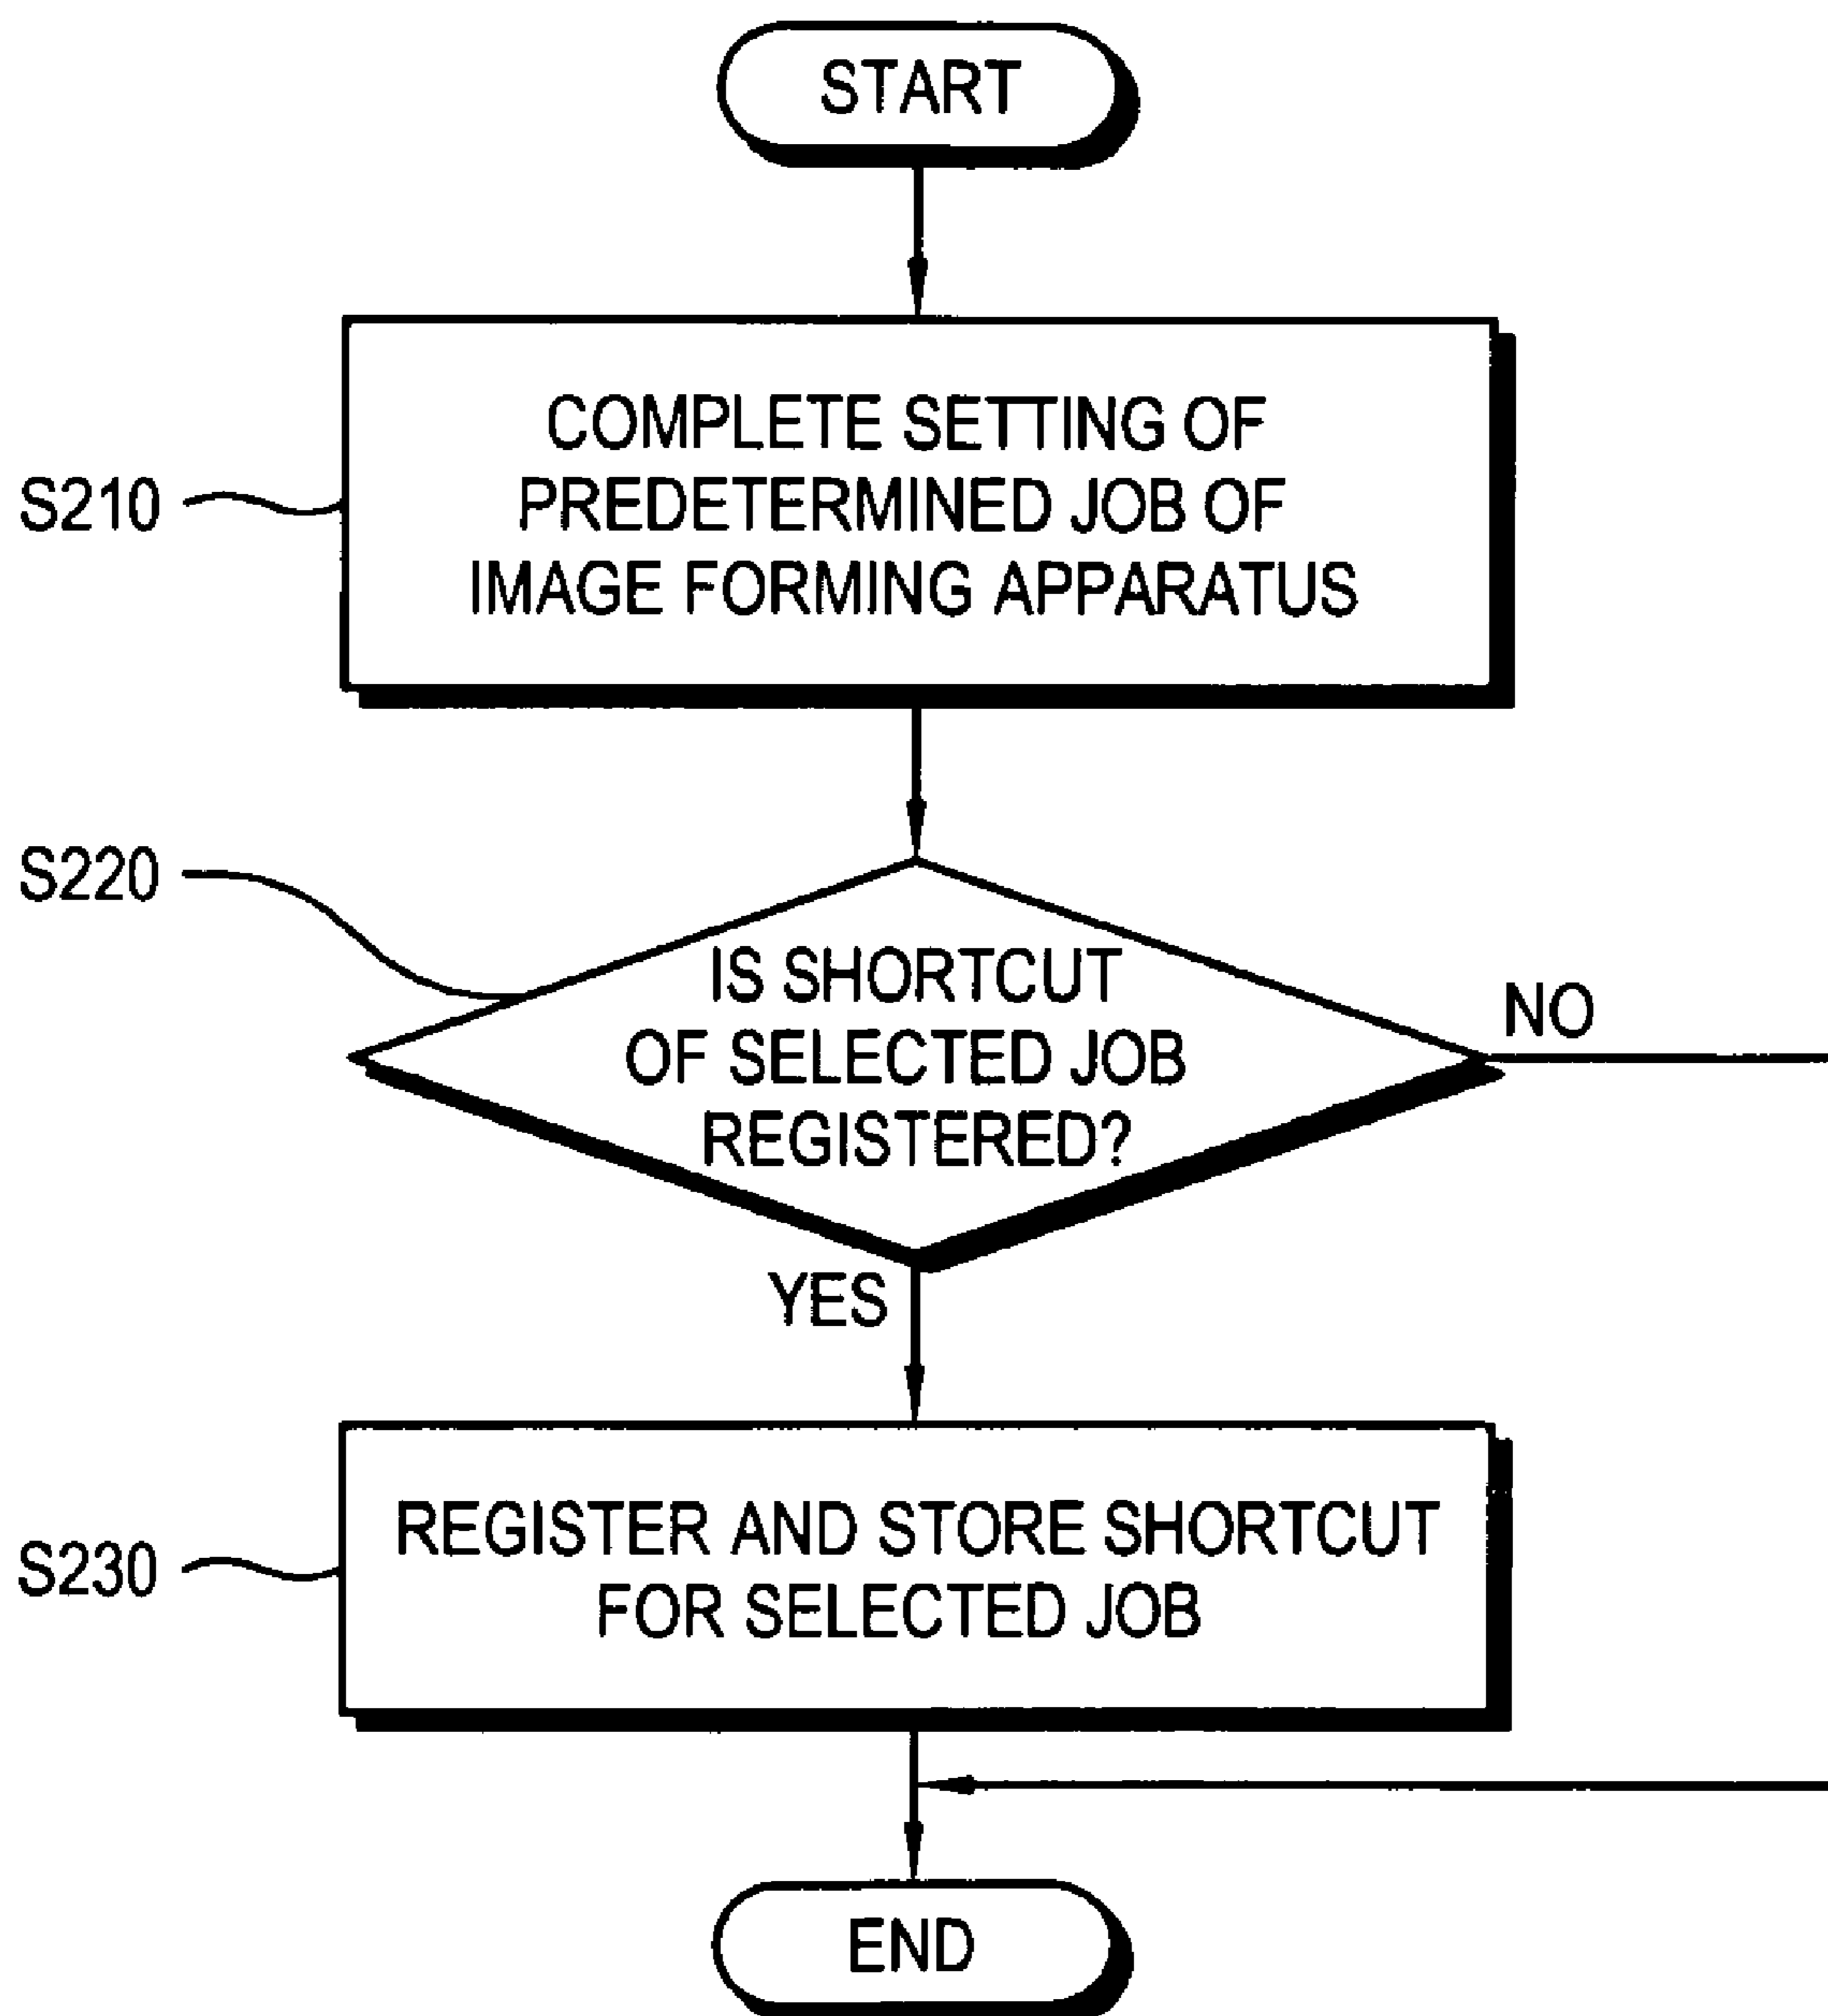 START
S210
COMPLETE SETTING OF
PREDETERMINED JOB OF
IMAGE FORMING APPARATUS
S220
IS SHORTCUT
OF SELECTED JOB
REGISTERED?
NO
YES
S230
REGISTER AND STORE SHORTCUT
FOR SELECTED JOB
END